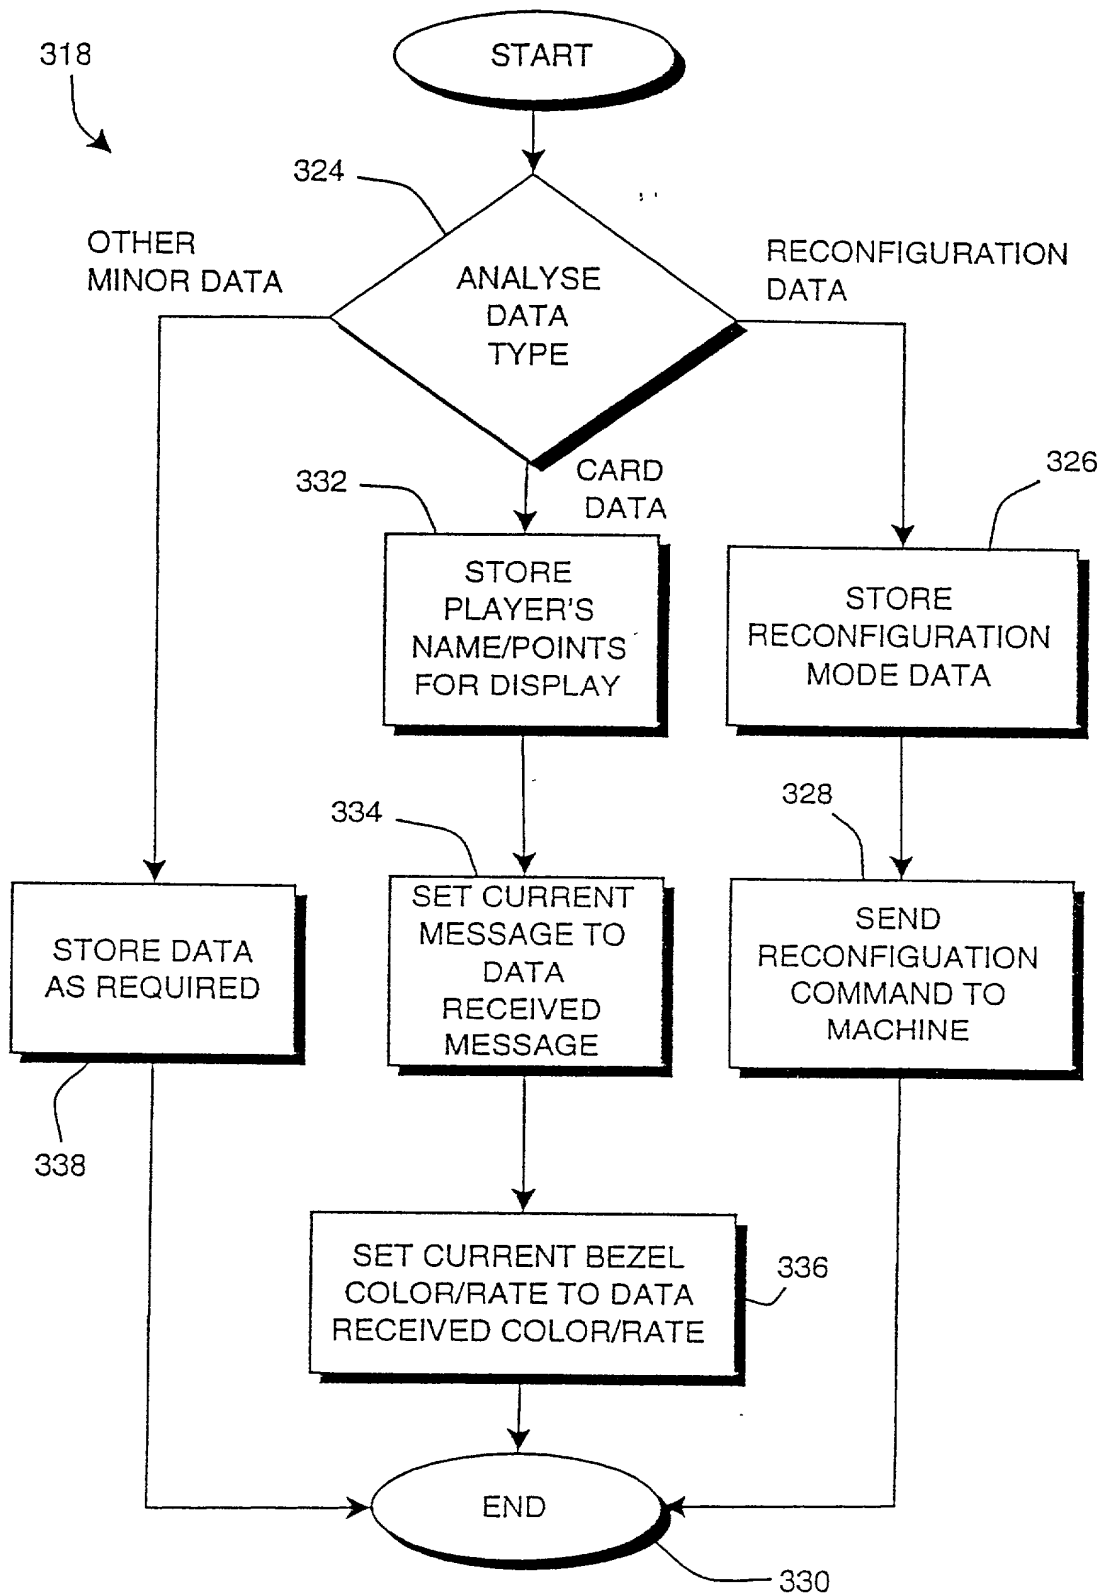 318
START
324
OTHER
MINOR DATA
ANALYSE
DATA
TYPE
RECONFIGURATION
DATA
332
CARD
DATA
326
STORE
PLAYER'S
NAME/POINTS
FOR DISPLAY
STORE
RECONFIGURATION
MODE DATA
334
328
STORE DATA
AS REQUIRED
SET CURRENT
MESSAGE TO
DATA
RECEIVED
MESSAGE
SEND
RECONFIGUATION
COMMAND TO
MACHINE
338
SET CURRENT BEZEL
COLOR/RATE TO DATA
RECEIVED COLOR/RATE
336
END
330